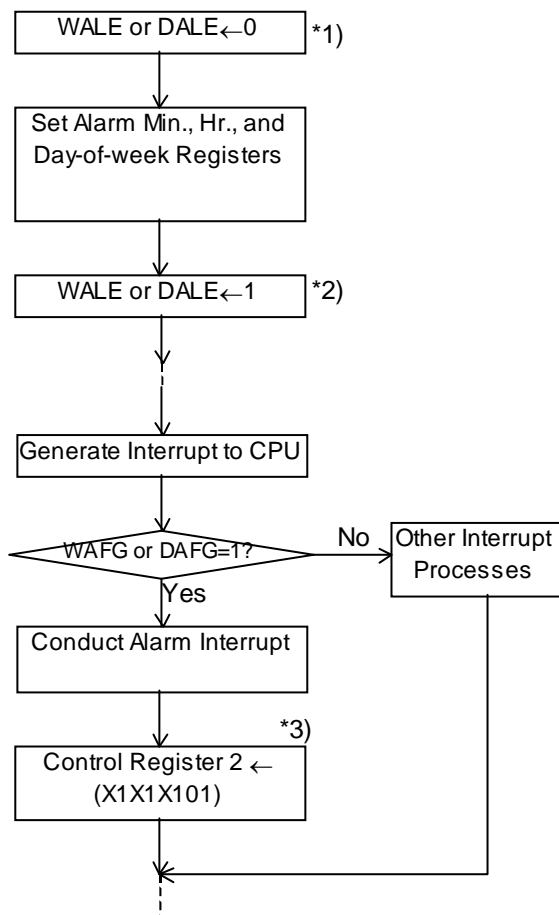 WALE or DALE←0
*1)
Set Alarm Min., Hr., and
Day-of-week Registers
WALE or DALE←1
*2)
Generate Interrupt to CPU
WAFG or DAFG=1?
No
Other Interrupt
Processes
Yes
Conduct Alarm Interrupt
*3)
Control Register 2 ←
(X1X1X101)